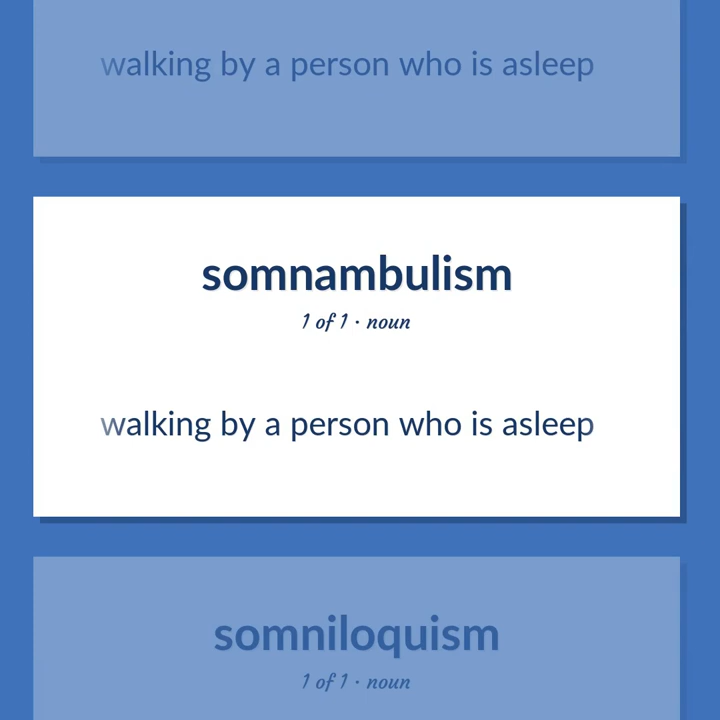 walking by a person who is asleep
somnambulism
1 of 1 · noun
walking by a person who is asleep
somniloquism
1 of 1 · noun